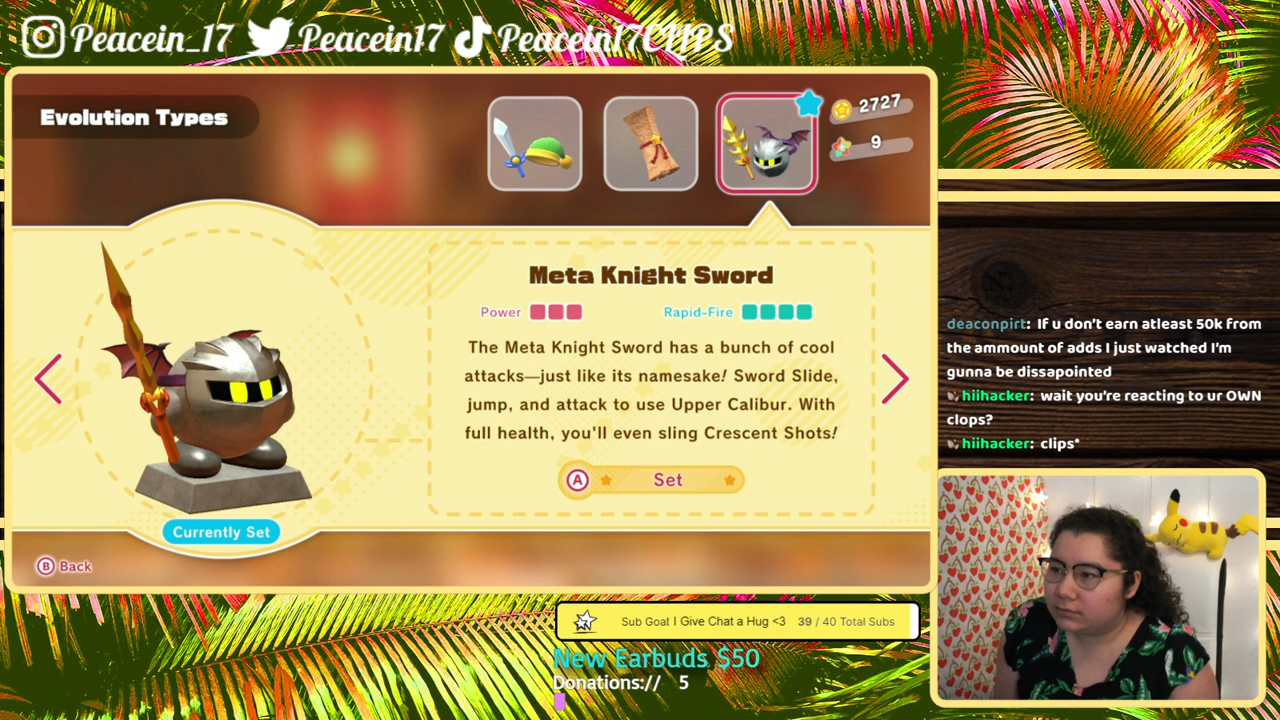 Peacein_17 Peacein17 Peacein17ClIPS
Evolution Types
2727
9
Meta Knight Sword
Power Rapid-Fire
The Meta Knight Sword has a bunch of cool
attacks—just like its namesake! Sword Slide,
jump, and attack to use Upper Calibur. With
full health, you'll even sling Crescent Shots!
A Set
Currently Set
B Back
deaconpirt: If u don't earn atleast 50k from
the ammount of adds I just watched I'm
gunna be dissapointed
hiihacker: wait you're reacting to ur OWN
clops?
hiihacker: clips*
Sub Goal I Give Chat a Hug <3 39 / 40 Total Subs
New Earbuds $50
Donations:// 5